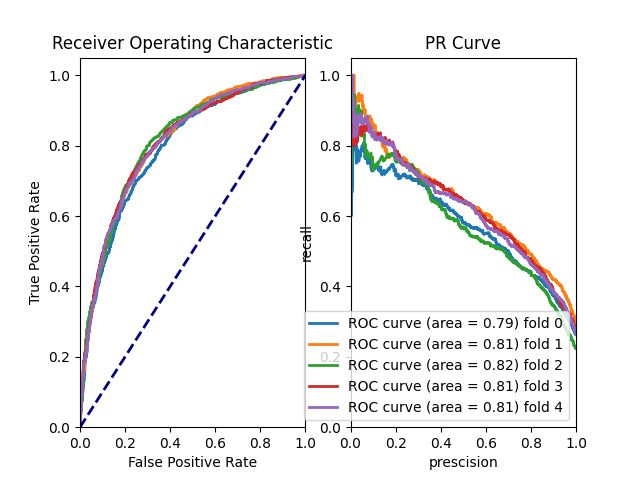 Receiver Operating Characteristic
1.0
0.8
0.6
0.4
0.2
0.0
True Positive Rate
0.0 0.2 0.4 0.6 0.8 1.0
False Positive Rate
PR Curve
1.0
0.8
0.6
0.4
0.2
0.0
recall
0.0 0.2 0.4 0.6 0.8 1.0
prescision
ROC curve (area = 0.79) fold 0
ROC curve (area = 0.81) fold 1
ROC curve (area = 0.82) fold 2
ROC curve (area = 0.81) fold 3
ROC curve (area = 0.81) fold 4